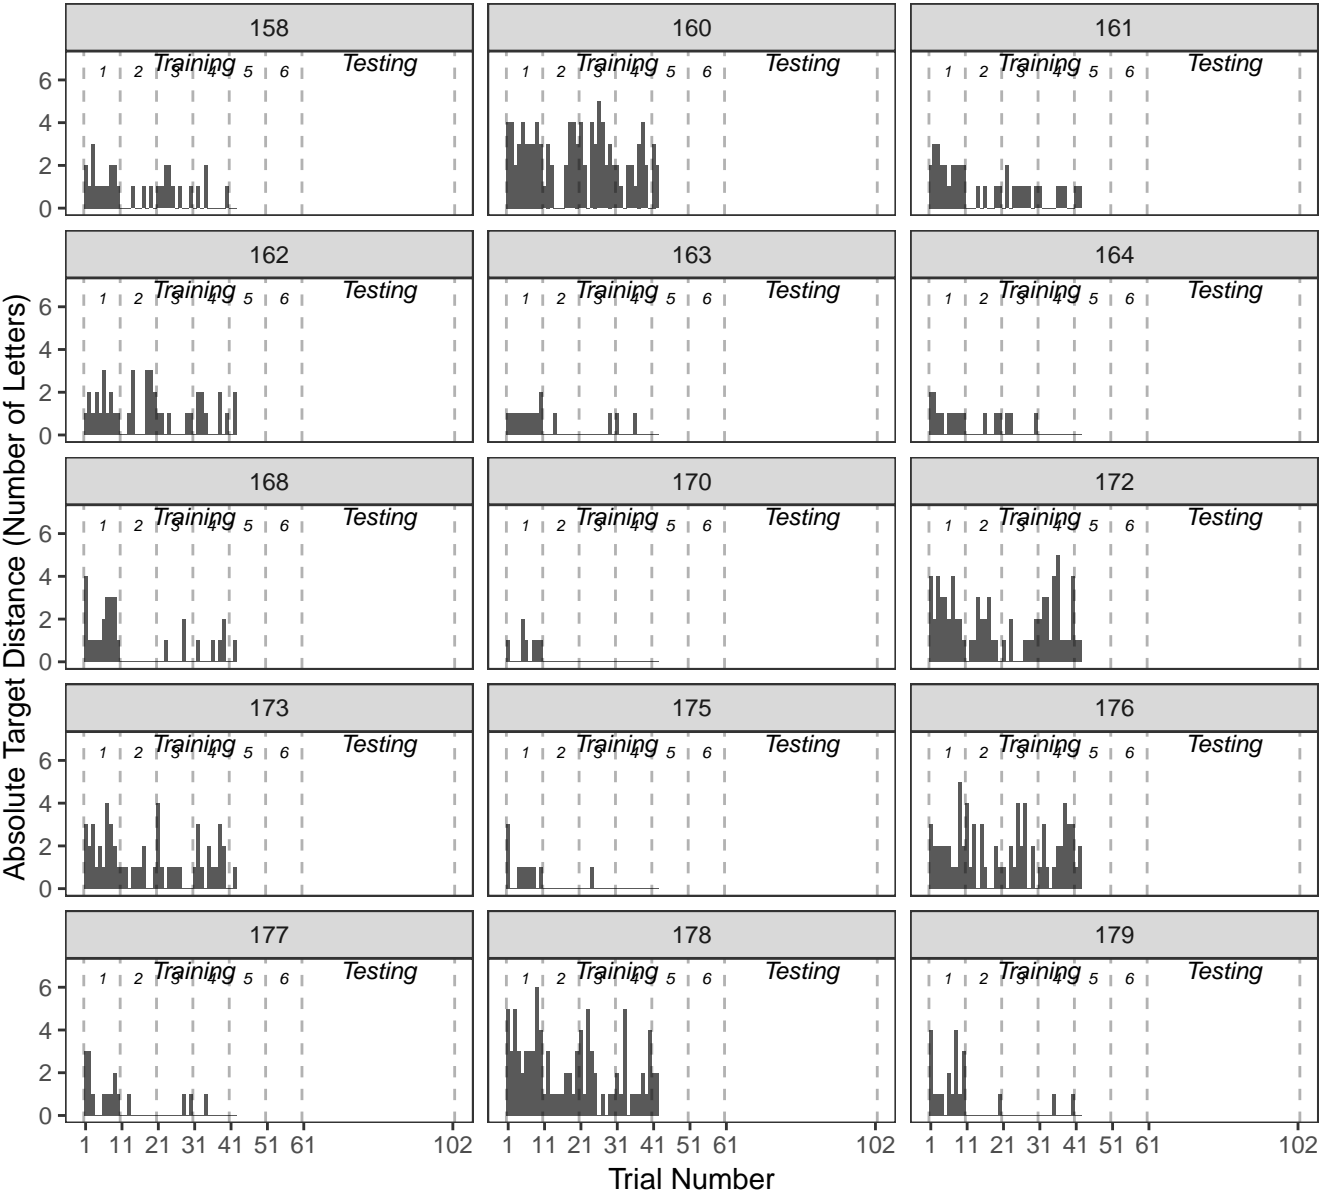 158 160 161
Training Testing Training Testing Training Testing
1 2 3 4 5 6 1 2 3 4 5 6 1 2 3 4 5 6
6
4
2
0
162 163 164
Training Testing Training Testing Training Testing
1 2 3 4 5 6 1 2 3 4 5 6 1 2 3 4 5 6
6
4
2
0
168 170 172
Training Testing Training Testing Training Testing
1 2 3 4 5 6 1 2 3 4 5 6 1 2 3 4 5 6
6
4
2
0
173 175 176
Training Testing Training Testing Training Testing
1 2 3 4 5 6 1 2 3 4 5 6 1 2 3 4 5 6
6
4
2
0
177 178 179
Training Testing Training Testing Training Testing
1 2 3 4 5 6 1 2 3 4 5 6 1 2 3 4 5 6
6
4
2
0
1 11 21 31 41 51 61 102 1 11 21 31 41 51 61 102 1 11 21 31 41 51 61 102
Trial Number
Absolute Target Distance (Number of Letters)